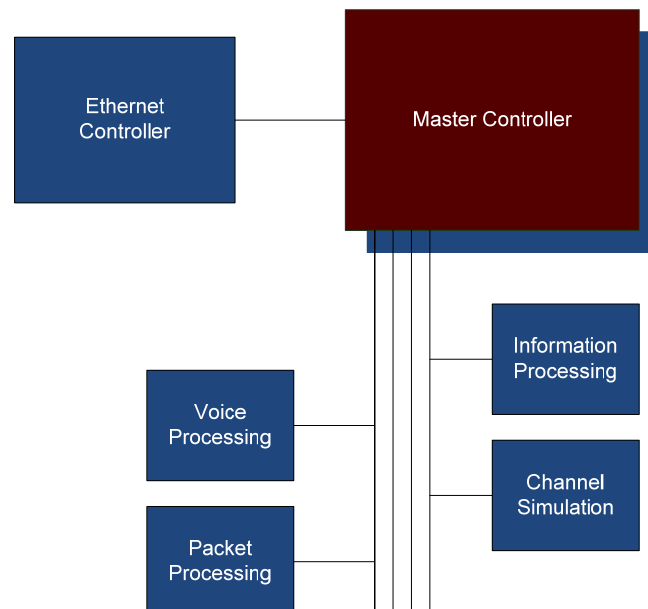 Ethernet
Controller
Master Controller
Information
Processing
Voice
Processing
Channel
Simulation
Packet
Processing